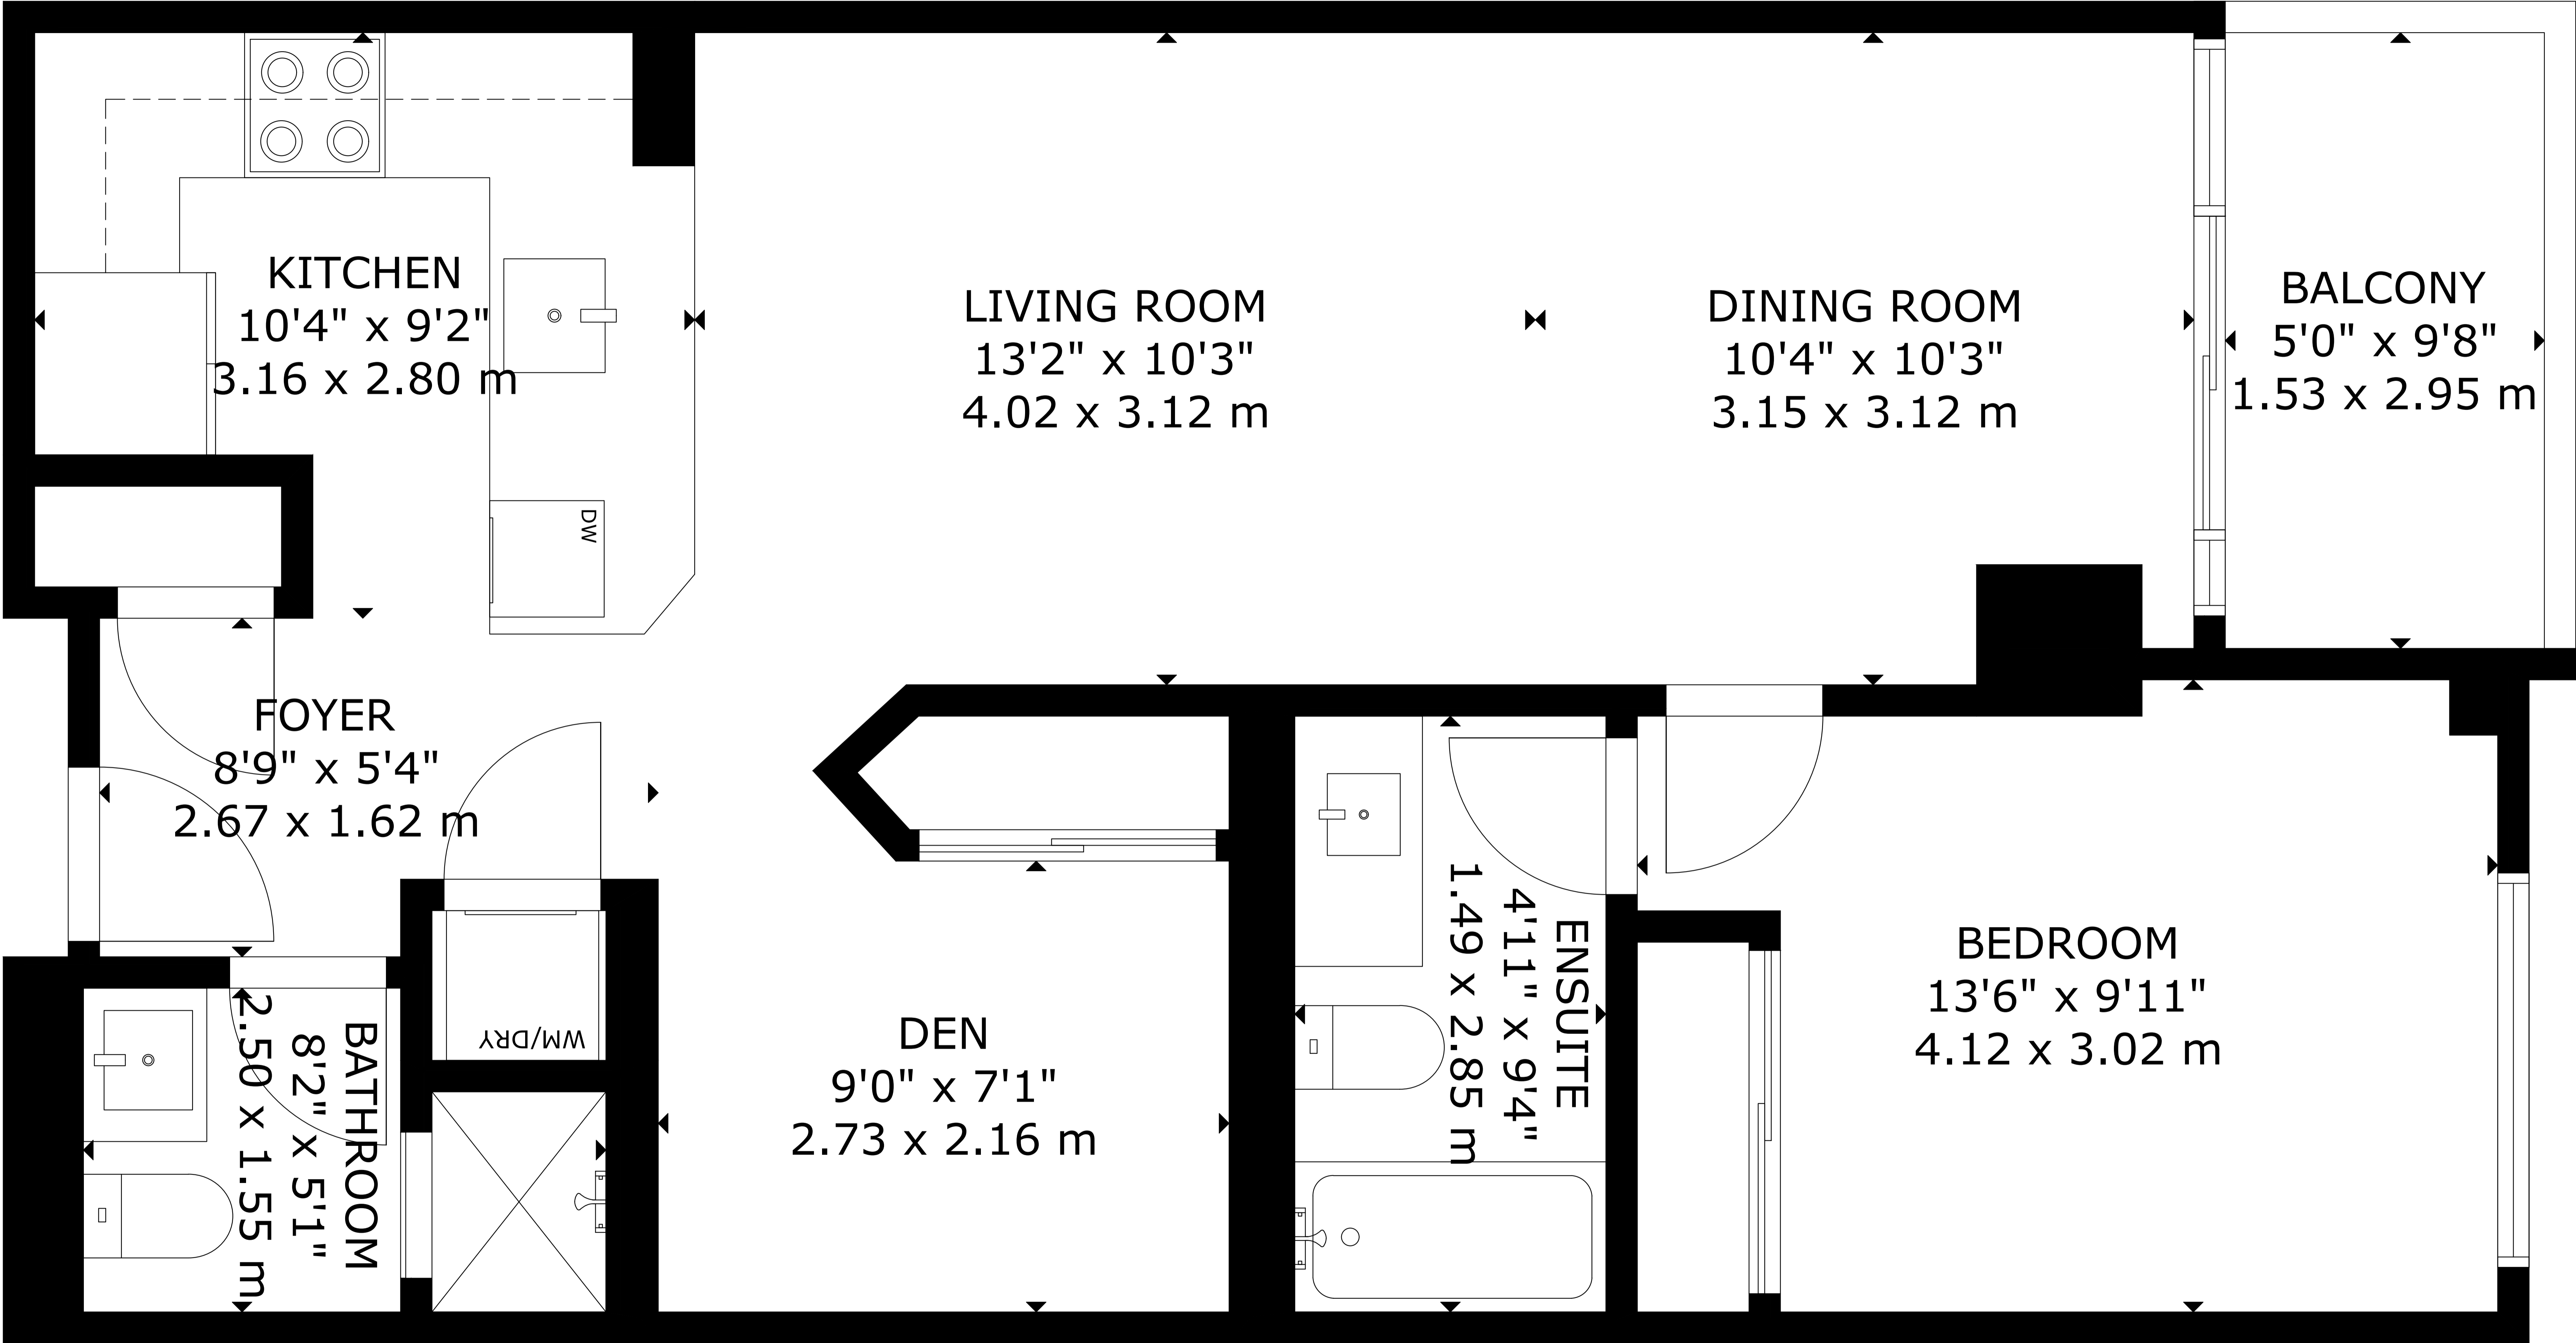 KITCHEN
10'4" x 9'2"
3.16 x 2.80 m
LIVING ROOM
13'2" x 10'3"
4.02 x 3.12 m
DINING ROOM
10'4" x 10'3"
3.15 x 3.12 m
BALCONY
5'0" x 9'8"
1.53 x 2.95 m
DW
FOYER
8'9" x 5'4"
2.67 x 1.62 m
WM/DRY
BATHROOM
8'2" x 5'1"
2.50 x 1.55 m
DEN
9'0" x 7'1"
2.73 x 2.16 m
ENSUITE
4'11" x 9'4"
1.49 x 2.85 m
BEDROOM
13'6" x 9'11"
4.12 x 3.02 m